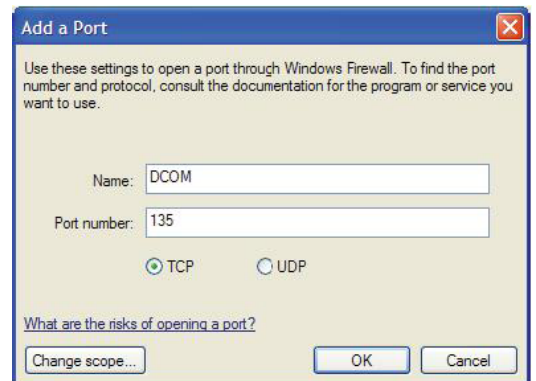 Add a Port
Use these settings to open a port through Windows Firewall. To find the port
number and protocol, consult the documentation for the program or service you
want to use.
Name: DCOM
Port number: 135
TCP UDP
What are the risks of opening a port?
Change scope... OK Cancel